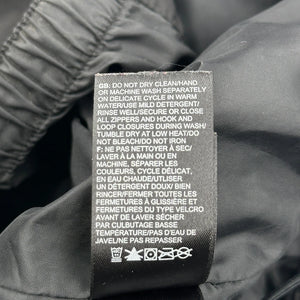 GB: DO NOT DRY CLEAN/HAND
OR MACHINE WASH SEPARATELY
ON DELICATE CYCLE IN WARM
WATER/USE MILD DETERGENT/
RINSE WELL/SECURE OR CLOSE
ALL ZIPPERS AND HOOK AND
LOOP CLOSURES DURING WASH/
TUMBLE DRY AT LOW HEAT/DO
NOT BLEACH/DO NOT IRON
F: NE PAS NETTOYER À SEC/
LAVER À LA MAIN OU EN
MACHINE, SÉPARER LES
COULEURS, CYCLE DÉLICAT,
EN EAU CHAUDE/UTILISER
UN DÉTERGENT DOUX/BIEN
RINCER/FERMER TOUTES LES
FERMETURES À GLISSIÈRE ET
FERMETURES DU TYPE VELCRO
AVANT DE LAVER SÉCHER
PAR CULBUTAGE BASSE
TEMPÉRATURE/PAS D'EAU DE
JAVEL/NE PAS REPASSER